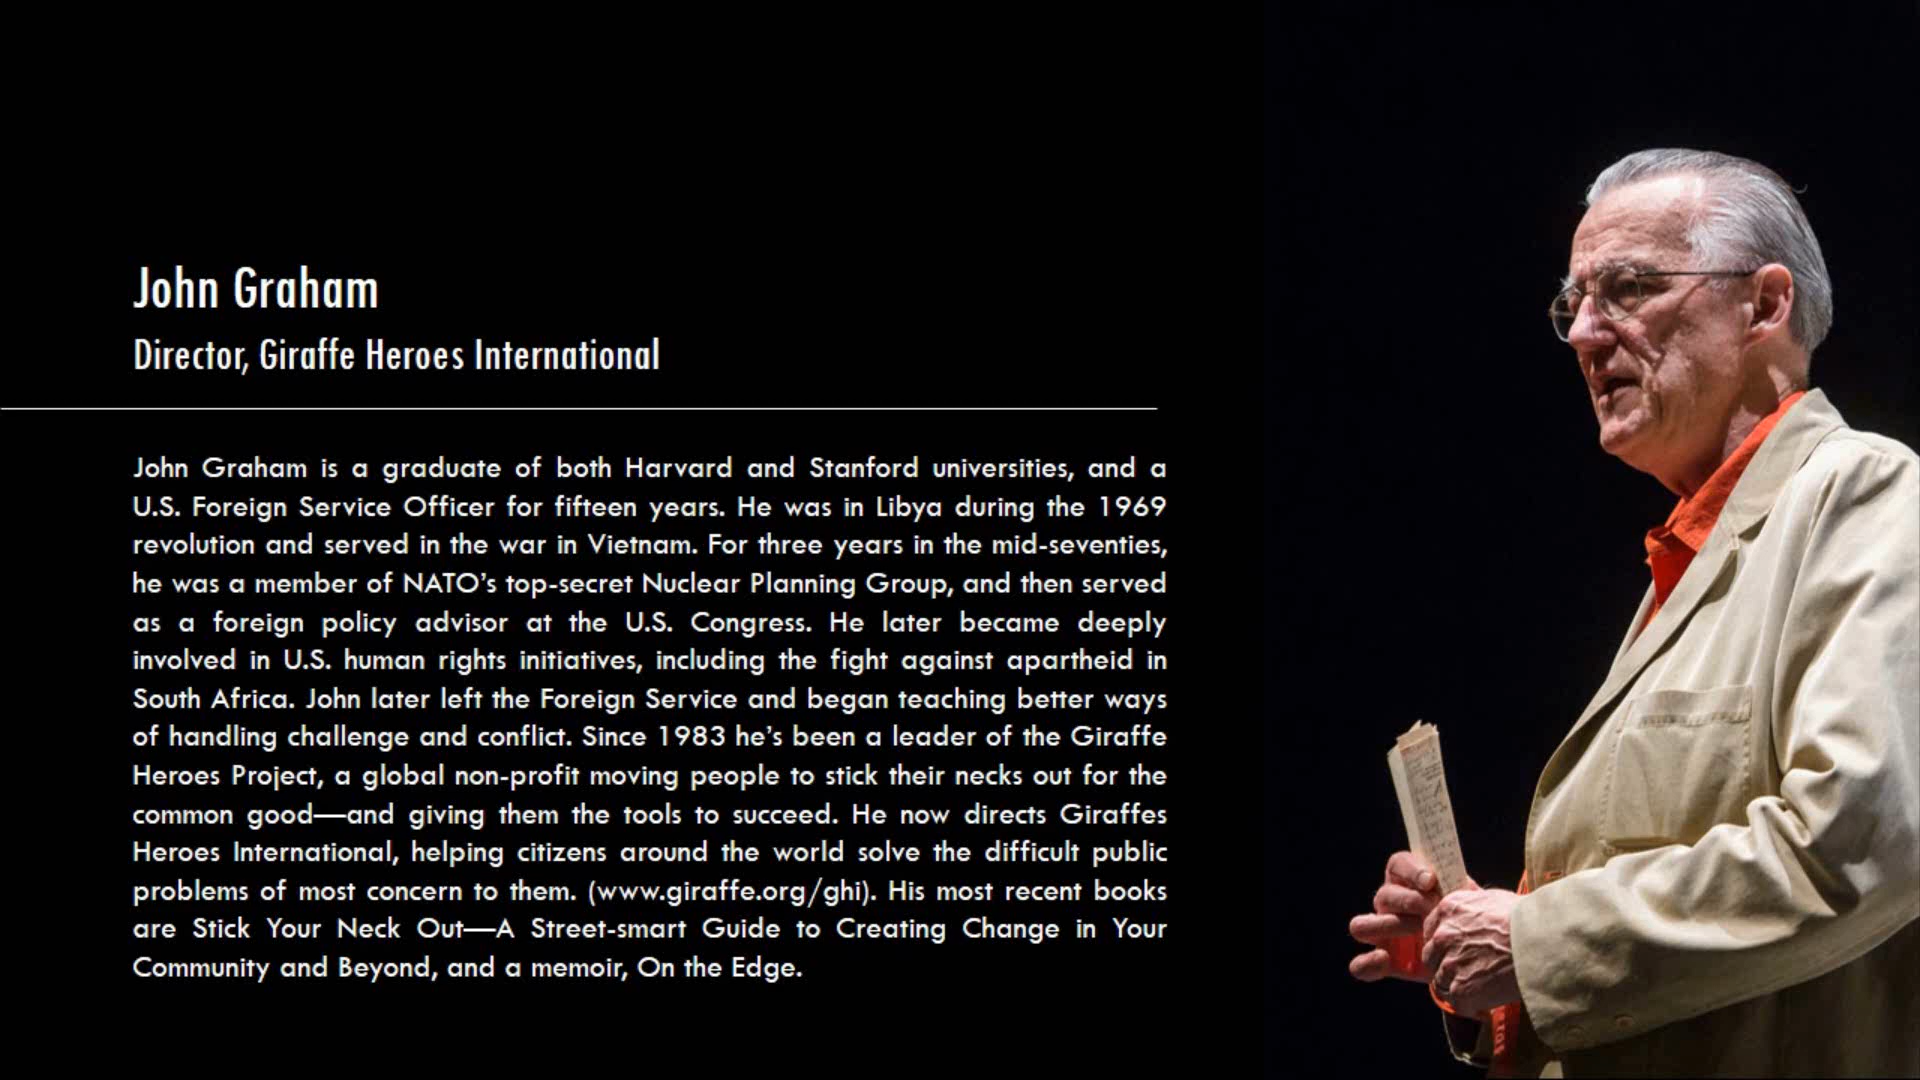 John Graham
Director, Giraffe Heroes International
John Graham is a graduate of both Harvard and Stanford universities, and a
U.S. Foreign Service Officer for fifteen years. He was in Libya during the 1969
revolution and served in the war in Vietnam. For three years in the mid-seventies,
he was a member of NATO’s top-secret Nuclear Planning Group, and then served
as a foreign policy advisor at the U.S. Congress. He later became deeply
involved in U.S. human rights initiatives, including the fight against apartheid in
South Africa. John later left the Foreign Service and began teaching better ways
of handling challenge and conflict. Since 1983 he’s been a leader of the Giraffe
Heroes Project, a global non-profit moving people to stick their necks out for the
common good—and giving them the tools to succeed. He now directs Giraffes
Heroes International, helping citizens around the world solve the difficult public
problems of most concern to them. (www.giraffe.org/ghi). His most recent books
are Stick Your Neck Out—A Street-smart Guide to Creating Change in Your
Community and Beyond, and a memoir, On the Edge.